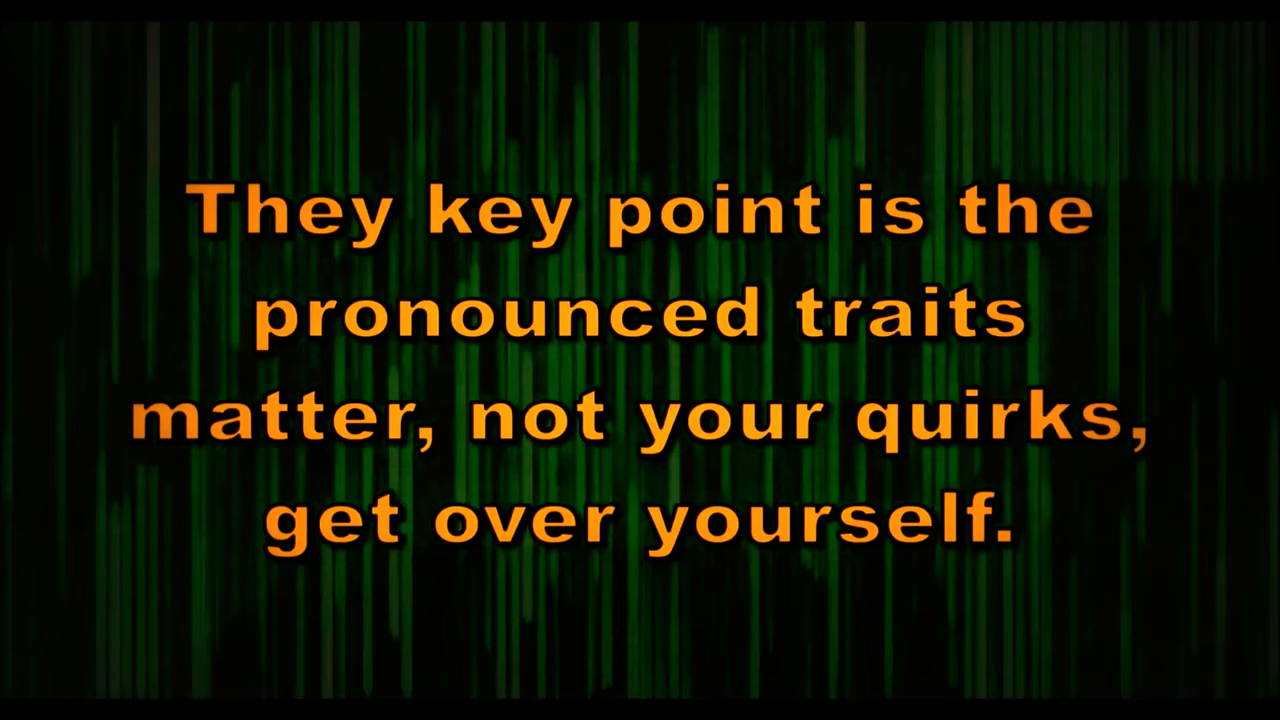 They key point is the
pronounced traits
matter, not your quirks,
get over yourself.